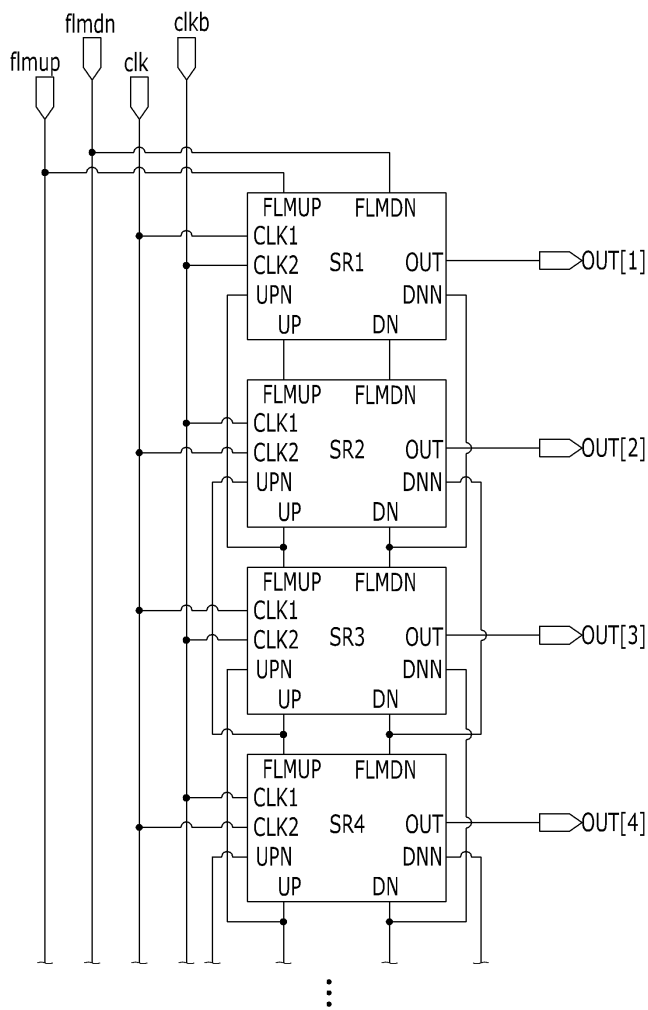 flmdn
clkb
flmup
clk
FLMUP FLMDN
CLK1
CLK2 SR1 OUT OUT[1]
UPN DNN
UP DN
FLMUP FLMDN
CLK1
CLK2 SR2 OUT OUT[2]
UPN DNN
UP DN
FLMUP FLMDN
CLK1
CLK2 SR3 OUT OUT[3]
UPN DNN
UP DN
FLMUP FLMDN
CLK1
CLK2 SR4 OUT OUT[4]
UPN DNN
UP DN